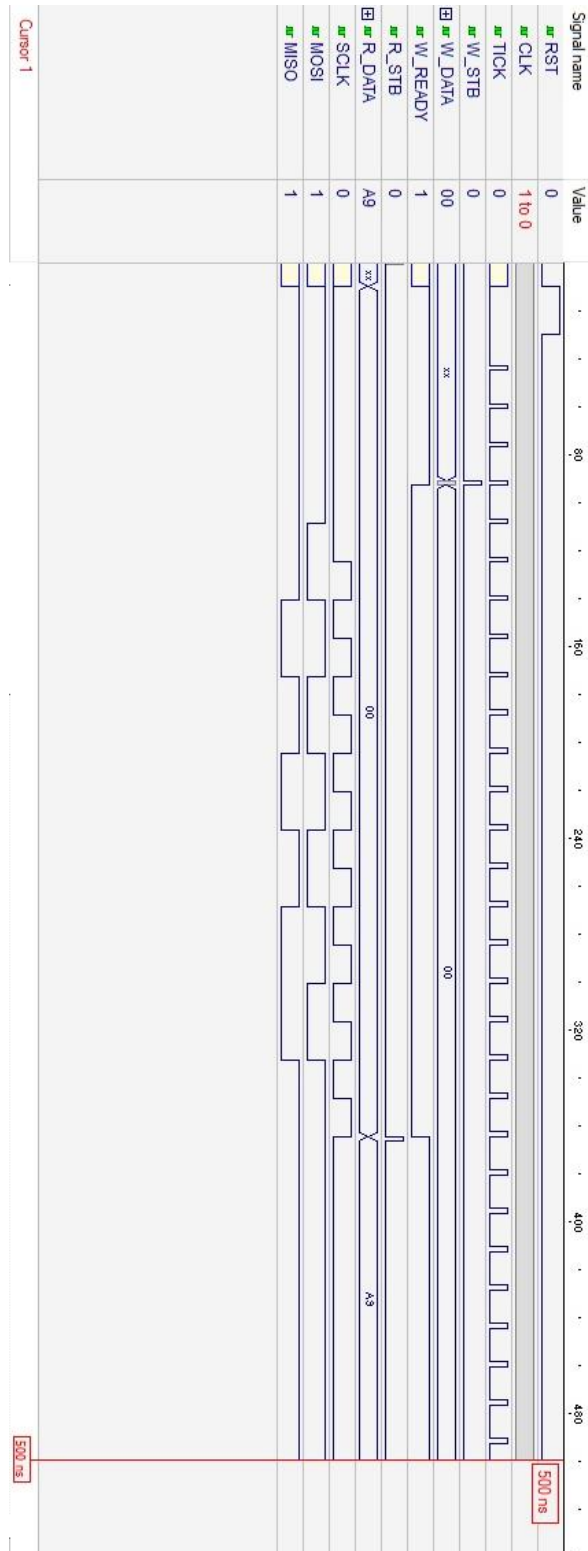 Signal name Value 80 160 240 320 400 480
RST 0 500 ns
CLK 1 to 0
TICK 0
W_STB 0
W_DATA 00 xx 00
W_READY 1
R_STB 0
R_DATA A9 xx 00 A9
SCLK 0
MOSI 1
MISO 1
Cursor 1 500 ns